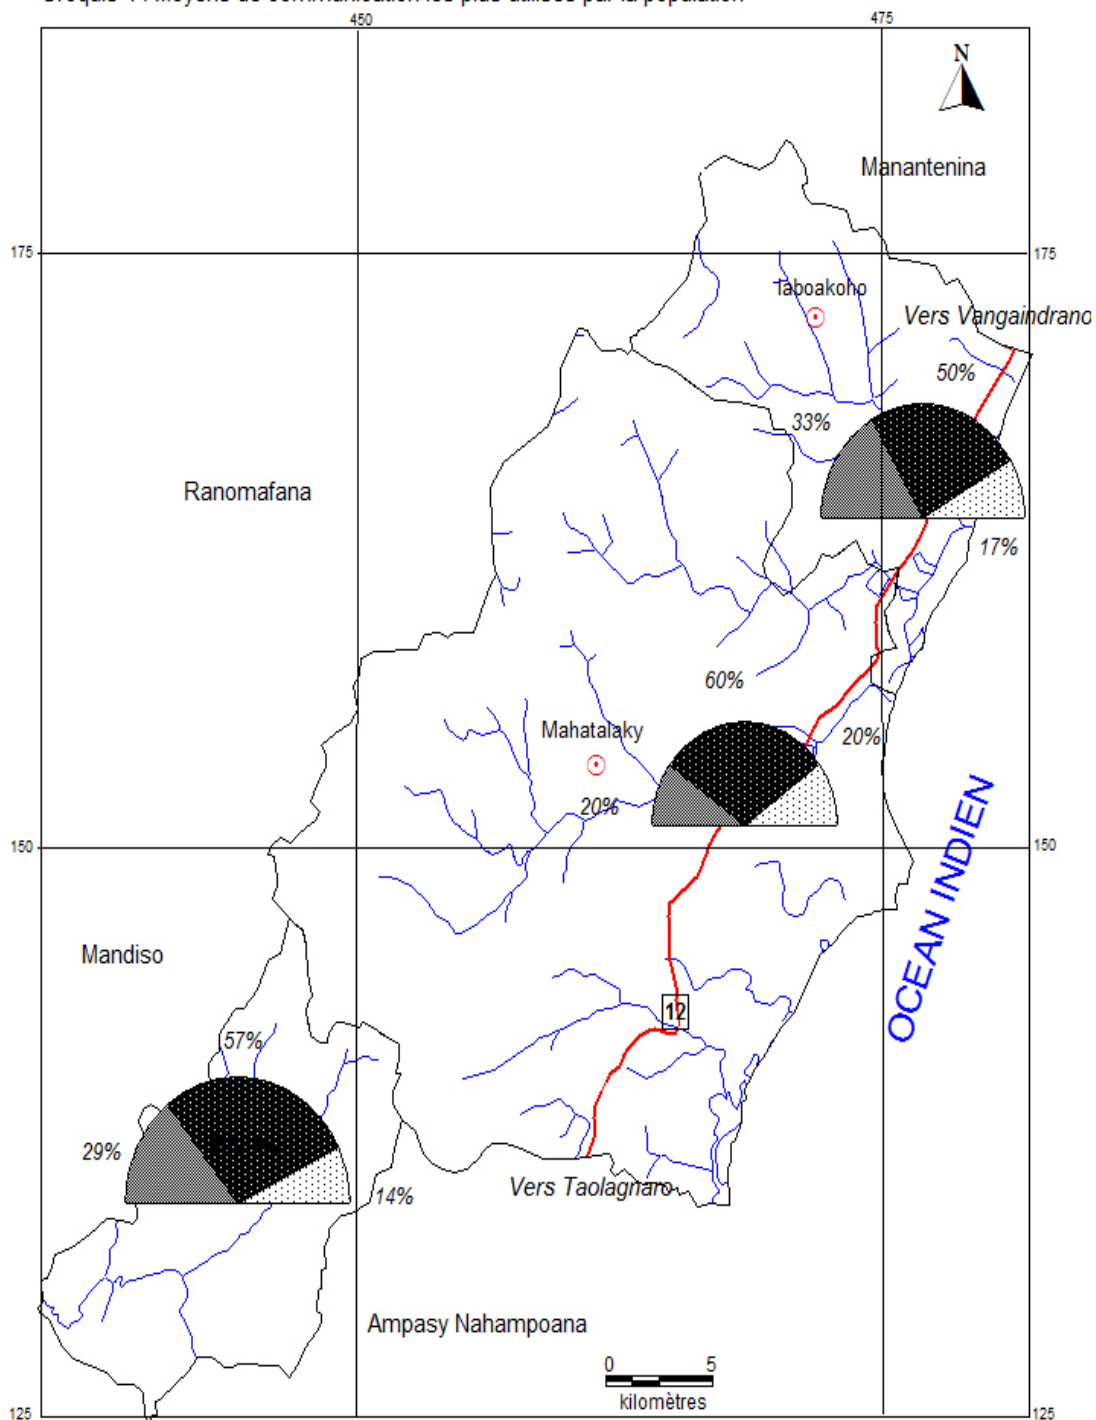 450
475
N
Manantenina
175
175
Taboakoho
Vers Vangaindrano
50%
33%
Ranomafana
17%
60%
Mahatalaky
20%
20%
OCEAN INDIEN
150
150
Mandiso
12
57%
29%
14%
Vers Taolagnaro
Ampasy Nahampoana
0 5
kilomètres
125
125